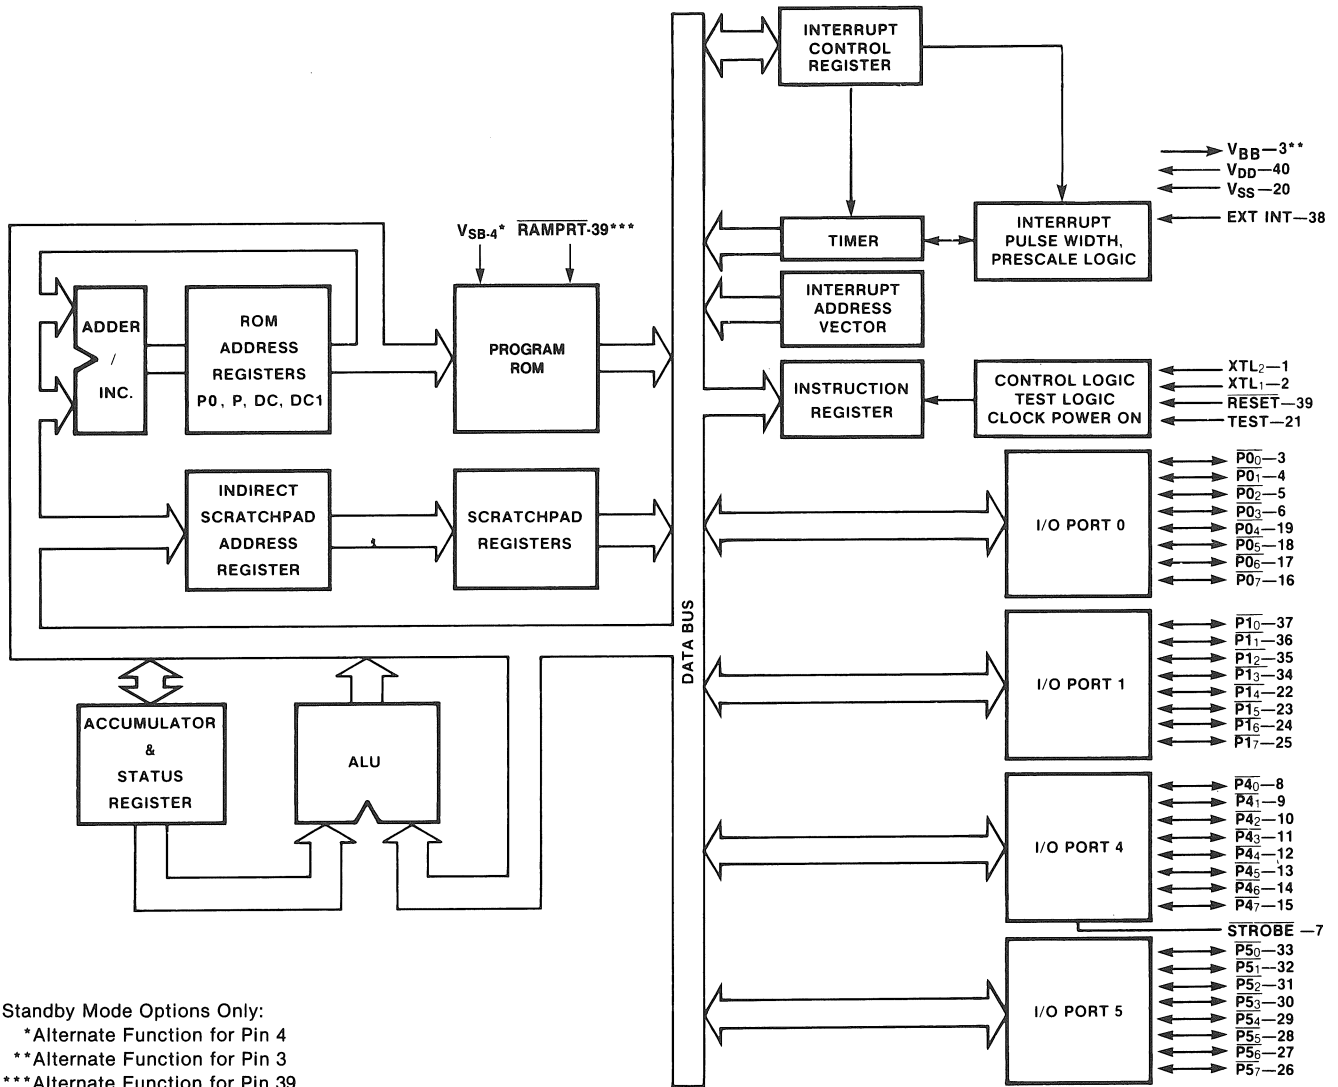 INTERRUPT
CONTROL
REGISTER
VBB—3**
VDD—40
VSS—20
EXT INT—38
VSB-4* RAMPRT-39***
TIMER
INTERRUPT
PULSE WIDTH,
PRESCALE LOGIC
ADDER
/
INC.
ROM
ADDRESS
REGISTERS
P0, P, DC, DC1
PROGRAM
ROM
INTERRUPT
ADDRESS
VECTOR
INSTRUCTION
REGISTER
CONTROL LOGIC
TEST LOGIC
CLOCK POWER ON
XTL2—1
XTL1—2
RESET—39
TEST—21
INDIRECT
SCRATCHPAD
ADDRESS
REGISTER
SCRATCHPAD
REGISTERS
DATA BUS
I/O PORT 0
P00—3
P01—4
P02—5
P03—6
P04—19
P05—18
P06—17
P07—16
I/O PORT 1
P10—37
P11—36
P12—35
P13—34
P14—22
P15—23
P16—24
P17—25
ACCUMULATOR
&
STATUS
REGISTER
ALU
I/O PORT 4
P40—8
P41—9
P42—10
P43—11
P44—12
P45—13
P46—14
P47—15
STROBE—7
I/O PORT 5
P50—33
P51—32
P52—31
P53—30
P54—29
P55—28
P56—27
P57—26
Standby Mode Options Only:
*Alternate Function for Pin 4
**Alternate Function for Pin 3
***Alternate Function for Pin 39